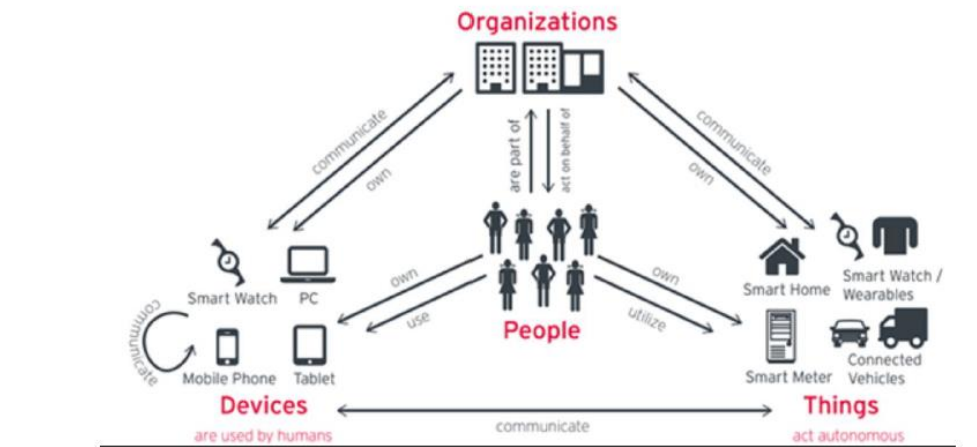 Organizations
communicate
own
are part of
act on behalf of
communicate
own
Smart Watch
PC
own
use
own
utilize
Smart Home
Smart Watch /
Wearables
communicate
Mobile Phone
Tablet
People
Smart Meter
Connected
Vehicles
Devices
are used by humans
communicate
Things
act autonomous